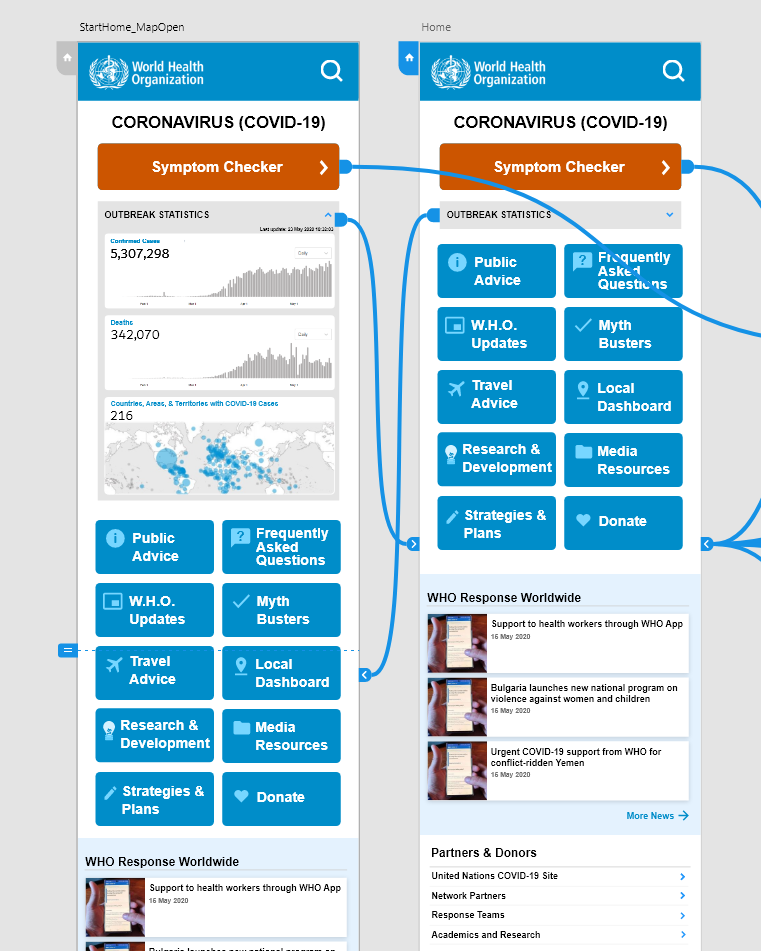 StartHome_MapOpen
World Health
Organization
CORONAVIRUS (COVID-19)
Symptom Checker
OUTBREAK STATISTICS
Last update: 23 May 2020
Confirmed Cases
5,307,298
Daily
Deaths
342,070
Daily
Countries, Areas, & Territories with COVID-19 Cases
216
Public
Advice
Frequently
Asked
Questions
W.H.O.
Updates
Myth
Busters
Travel
Advice
Local
Dashboard
Research &
Development
Media
Resources
Strategies &
Plans
Donate
WHO Response Worldwide
Support to health workers through WHO App
16 May 2020
Bulgaria launches new national program on
Home
World Health
Organization
CORONAVIRUS (COVID-19)
Symptom Checker
OUTBREAK STATISTICS
Public
Advice
Frequently
Asked
Questions
W.H.O.
Updates
Myth
Busters
Travel
Advice
Local
Dashboard
Research &
Development
Media
Resources
Strategies &
Plans
Donate
WHO Response Worldwide
Support to health workers through WHO App
16 May 2020
Bulgaria launches new national program on
violence against women and children
16 May 2020
Urgent COVID-19 support from WHO for
conflict-ridden Yemen
16 May 2020
More News
Partners & Donors
United Nations COVID-19 Site
Network Partners
Response Teams
Academics and Research